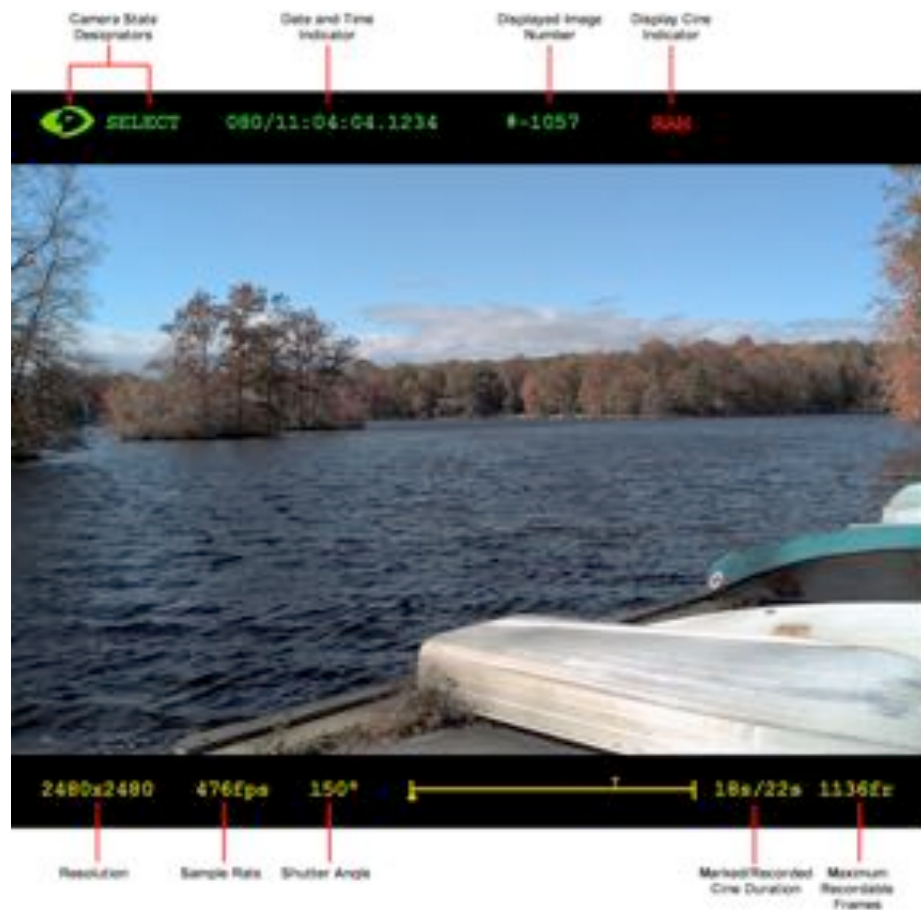 Camera State
Designators
Date and Time
Indicator
Displayed Image
Number
Display Cine
Indicator
SELECT 080/11:04:04.1234 #-1057 RAM
2480x2480 476fps 150° T 18s/22s 1136fr
Resolution
Sample Rate
Shutter Angle
Marked/Recorded
Cine Duration
Maximum
Recordable
Frames